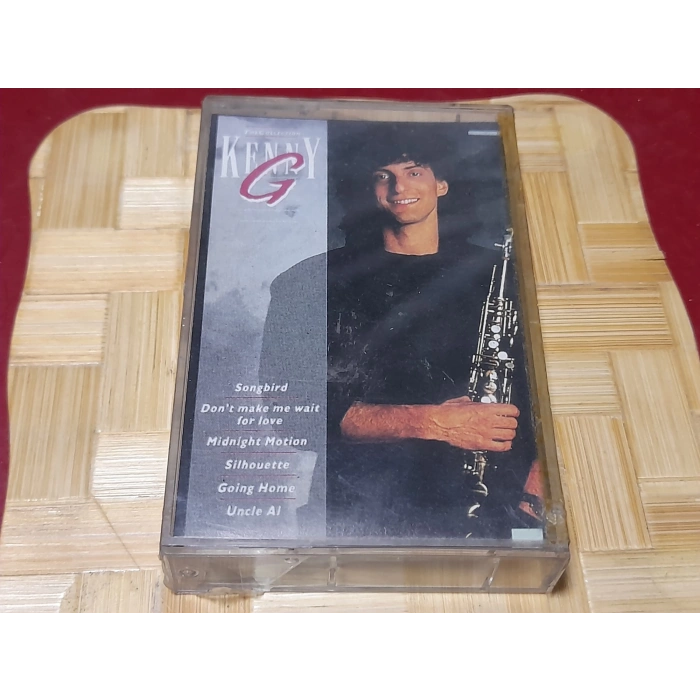 KENNY
G
Songbird
Don't make me wait
for love
Midnight Motion
Silhouette
Going Home
Uncle Al